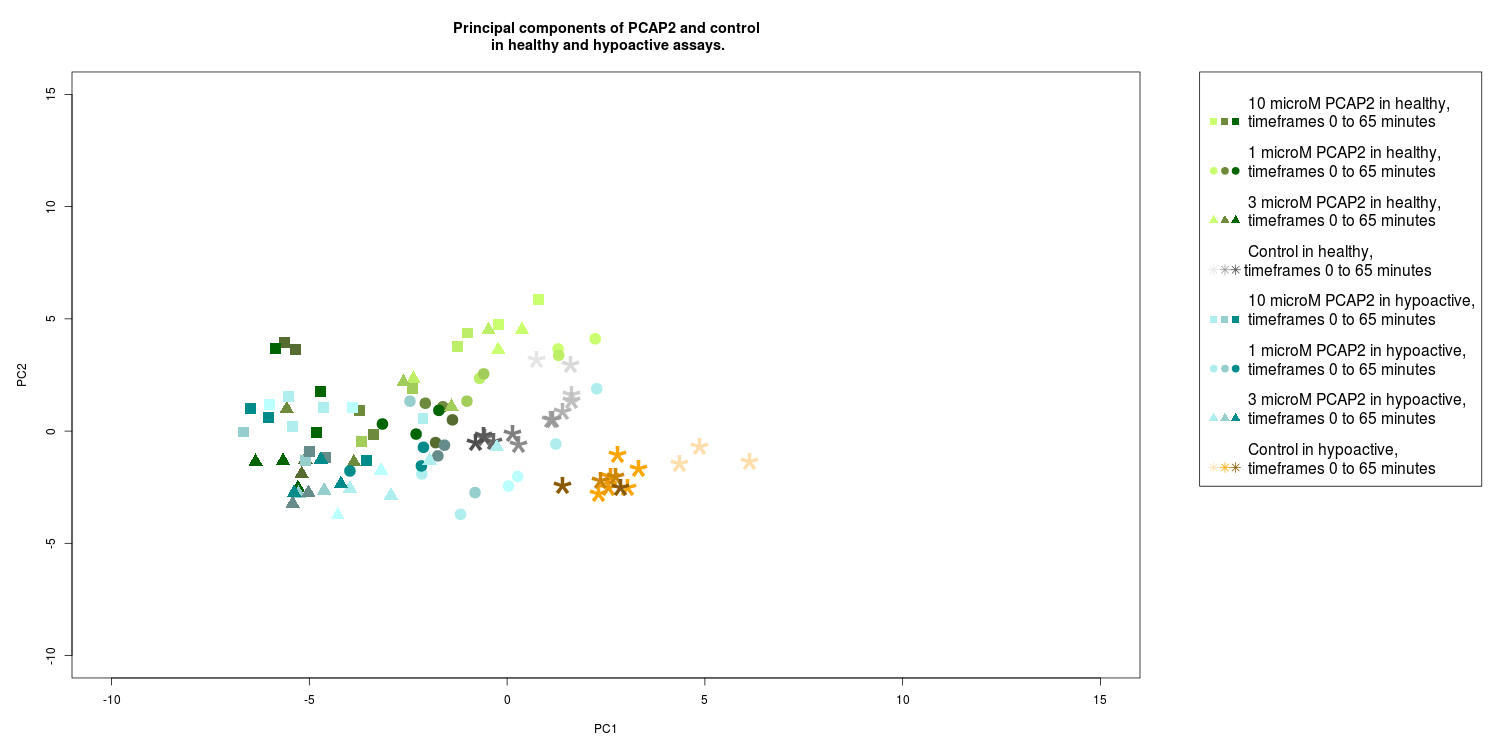 Principal components of PCAP2 and control
in healthy and hypoactive assays.
15
10
5
0
-5
-10
PC2
-10
-5
0
5
10
15
PC1
10 microM PCAP2 in healthy,
timeframes 0 to 65 minutes
1 microM PCAP2 in healthy,
timeframes 0 to 65 minutes
3 microM PCAP2 in healthy,
timeframes 0 to 65 minutes
Control in healthy,
timeframes 0 to 65 minutes
10 microM PCAP2 in hypoactive,
timeframes 0 to 65 minutes
1 microM PCAP2 in hypoactive,
timeframes 0 to 65 minutes
3 microM PCAP2 in hypoactive,
timeframes 0 to 65 minutes
Control in hypoactive,
timeframes 0 to 65 minutes